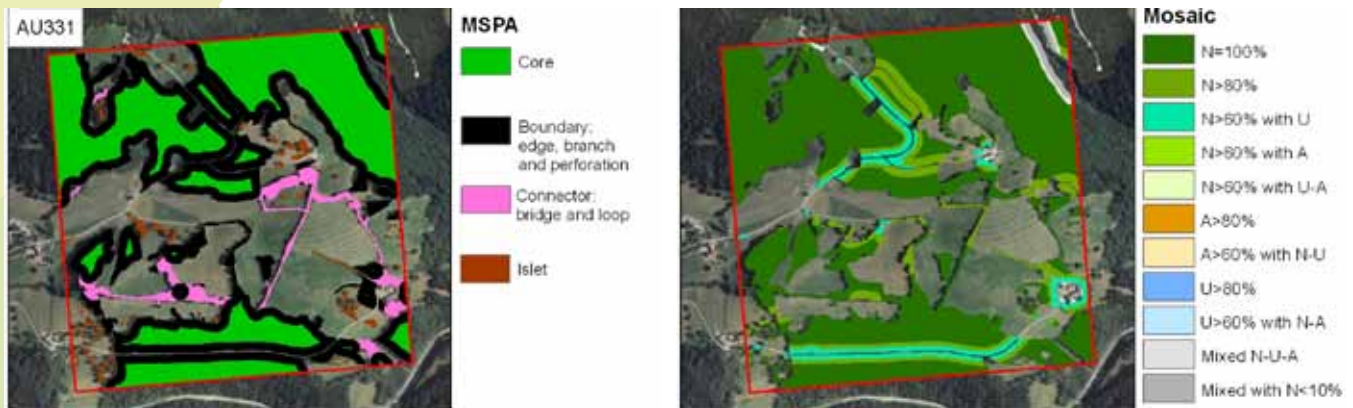 AU331
MSPA
Core
Boundary:
edge, branch
and perforation
Connector:
bridge and loop
Islet
Mosaic
N=100%
N>80%
N>60% with U
N>60% with A
N>60% with U-A
A>80%
A>60% with N-U
U>80%
U>60% with N-A
Mixed N-U-A
Mixed with N<10%